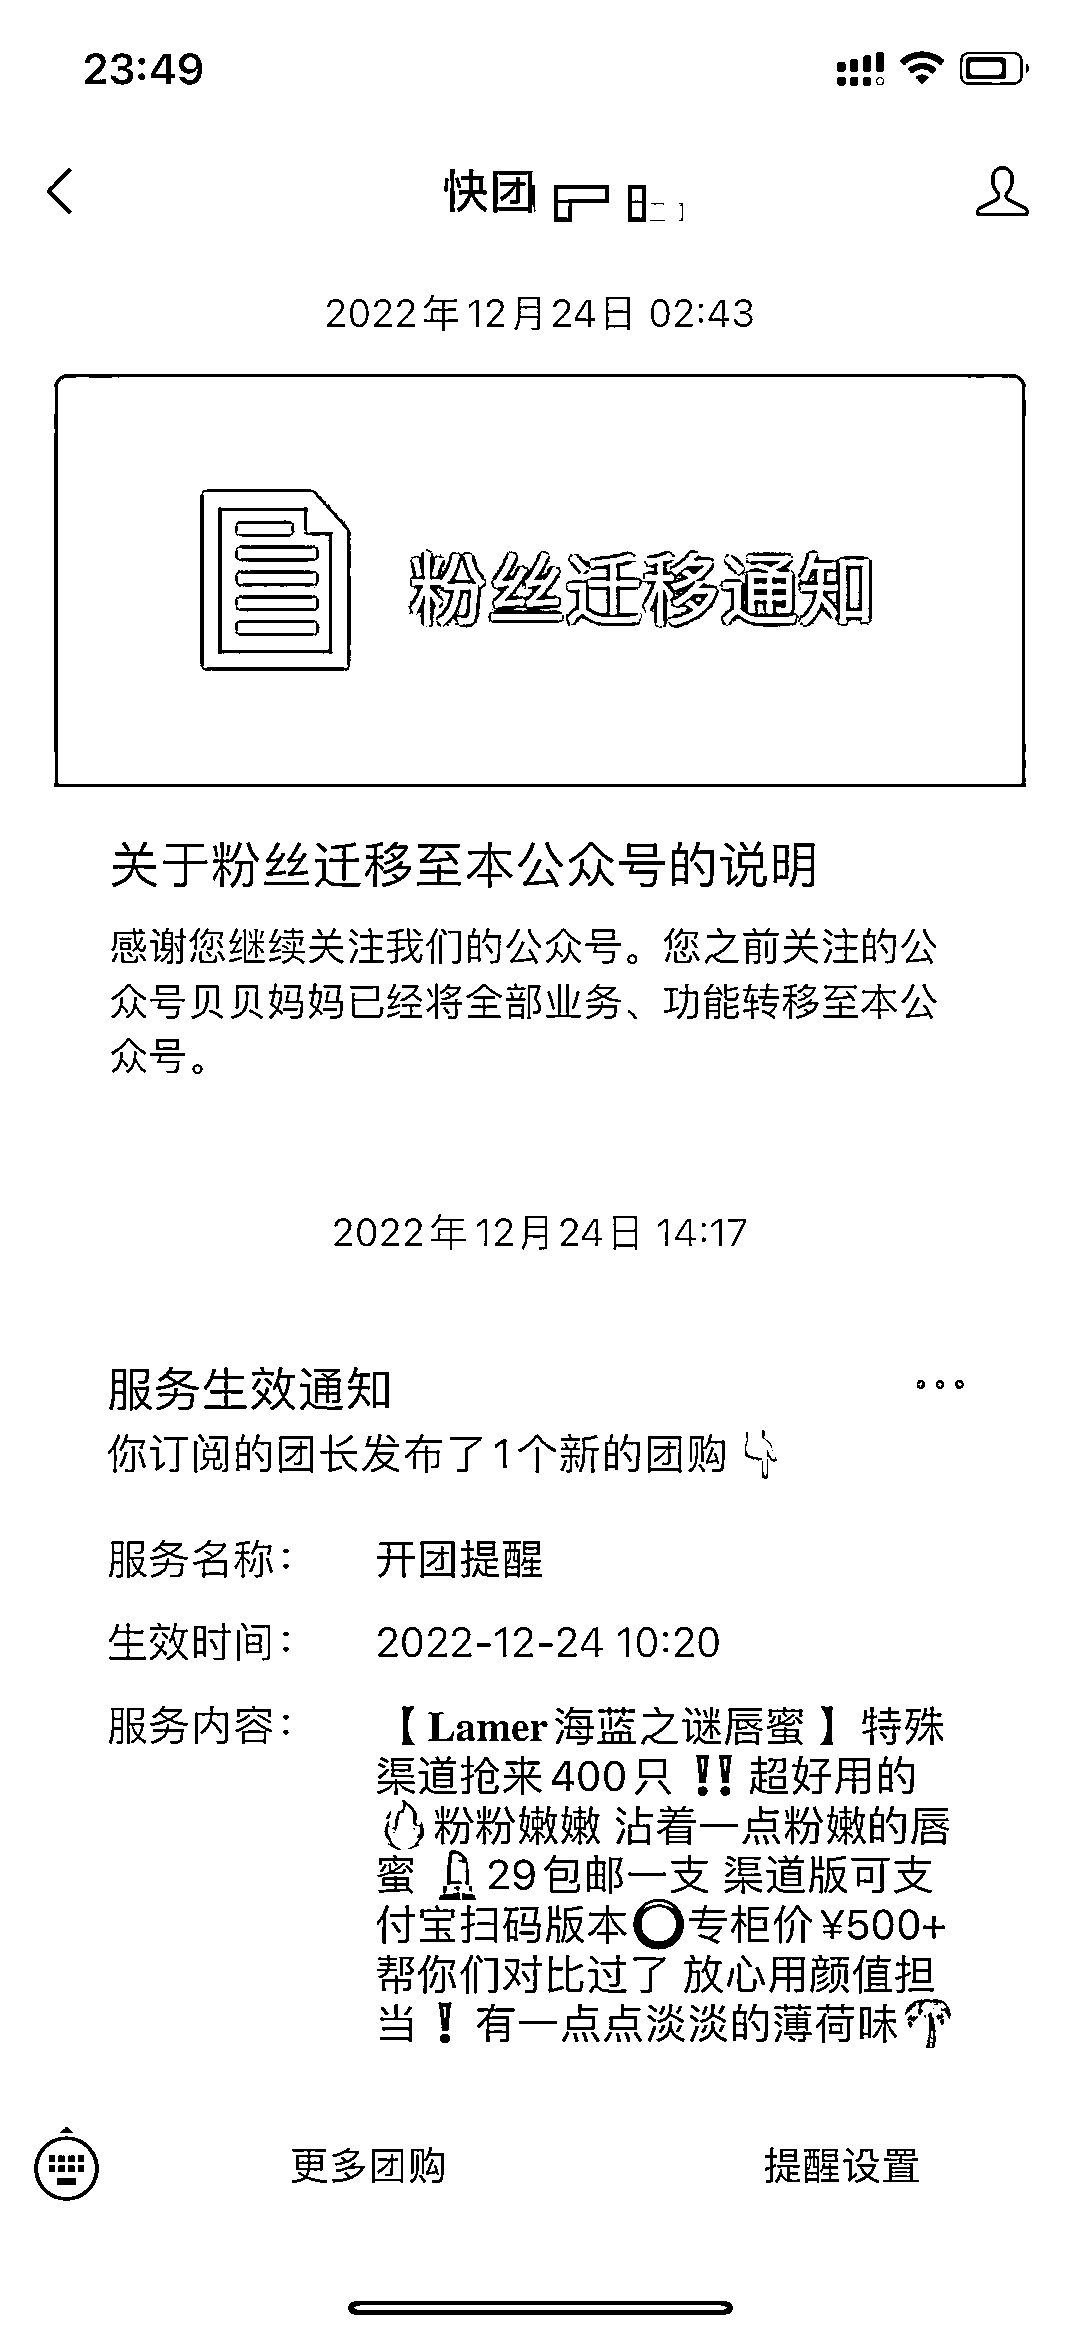 23:49
快团
2022年12月24日 02:43
粉丝迁移通知
关于粉丝迁移至本公众号的说明
感谢您继续关注我们的公众号。您之前关注的公
众号贝贝妈妈已经将全部业务、功能转移至本公
众号。
2022年12月24日 14:17
服务生效通知
你订阅的团长发布了1个新的团购👇
服务名称： 开团提醒
生效时间： 2022-12-24 10:20
服务内容： 【Lamer海蓝之谜唇蜜】特殊
渠道抢来400只‼️超好用的
🔥粉粉嫩嫩 沾着一点粉嫩的唇
蜜💄29包邮一支 渠道版可支
付宝扫码版本⭕专柜价¥500+
帮你们对比过了 放心用颜值担
当❗有一点点淡淡的薄荷味🌴
更多团购 提醒设置